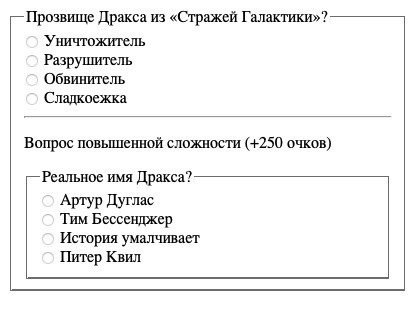 Прозвище Дракса из «Стражей Галактики»?
Уничтожитель
Разрушитель
Обвинитель
Сладкоежка
Вопрос повышенной сложности (+250 очков)
Реальное имя Дракса?
Артур Дуглас
Тим Бессенджер
История умалчивает
Питер Квил